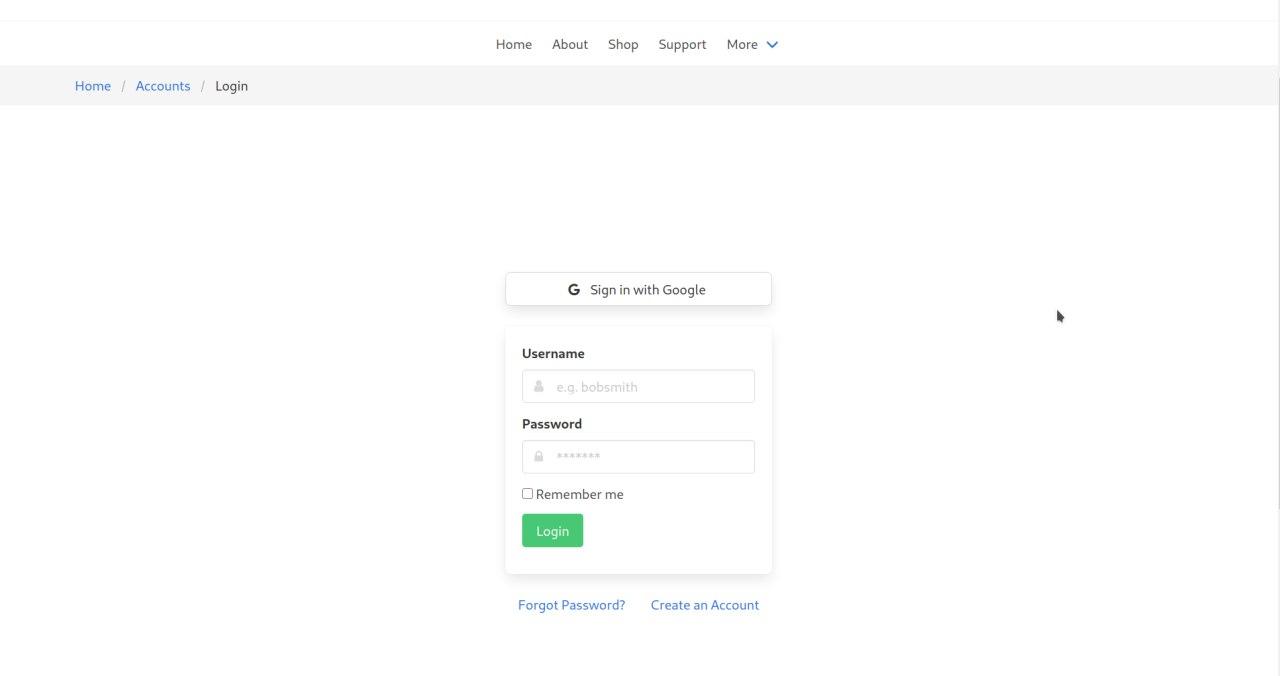 Home About Shop Support More
Home / Accounts / Login
G Sign in with Google
Username
e.g. bobsmith
Password
*******
Remember me
Login
Forgot Password? Create an Account